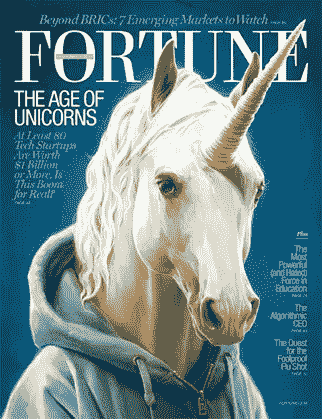 Beyond BRICs: 7 Emerging Markets to Watch
FORTUNE
THE AGE OF
UNICORNS
At Least 80
Tech Startups
Are Worth
$1 Billion
or More. Is
This Boom
for Real?
Plus
The
Most
Powerful
(and Hated)
Force in
Education
The
Algorithmic
CEO
The Quest
for the
Foolproof
Flu Shot